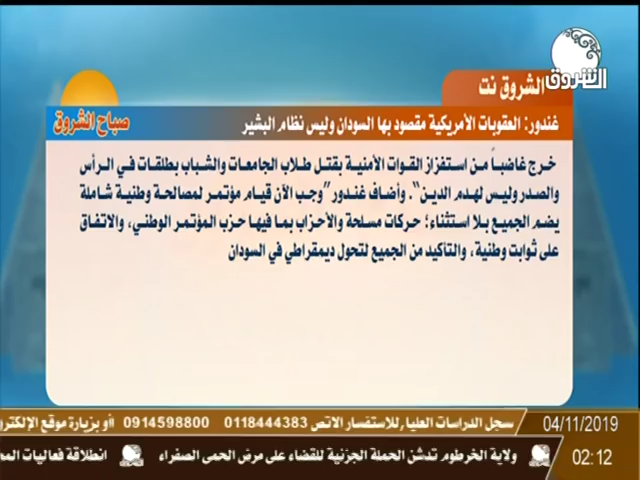 الشروق
الشروق نت
صباح الشروق
غندور: العقوبات الأمريكية مقصود بها السودان وليس نظام البشير
خرج غاضباً من استفزاز القوات الأمنية بقتل طلاب الجامعات والشباب بطلقات في الرأس
والصدر وليس لهدم الدين". وأضاف غندور "وجب الآن قيام مؤتمر لمصالحة وطنية شاملة
يضم الجميع بلا استثناء؛ حركات مسلحة والأحزاب بما فيها حزب المؤتمر الوطني، والاتفاق
على ثوابت وطنية، والتأكيد من الجميع لتحول ديمقراطي في السودان
سجل الدراسات العليا, للاستفسار الاتص 0118444383 0914598800 أو بزيارة موقع الإلكترو
04/11/2019
ولاية الخرطوم تدشن الحملة الجزئية للقضاء على مرض الحمى الصفراء انطلاقة فعاليات المح
02:12